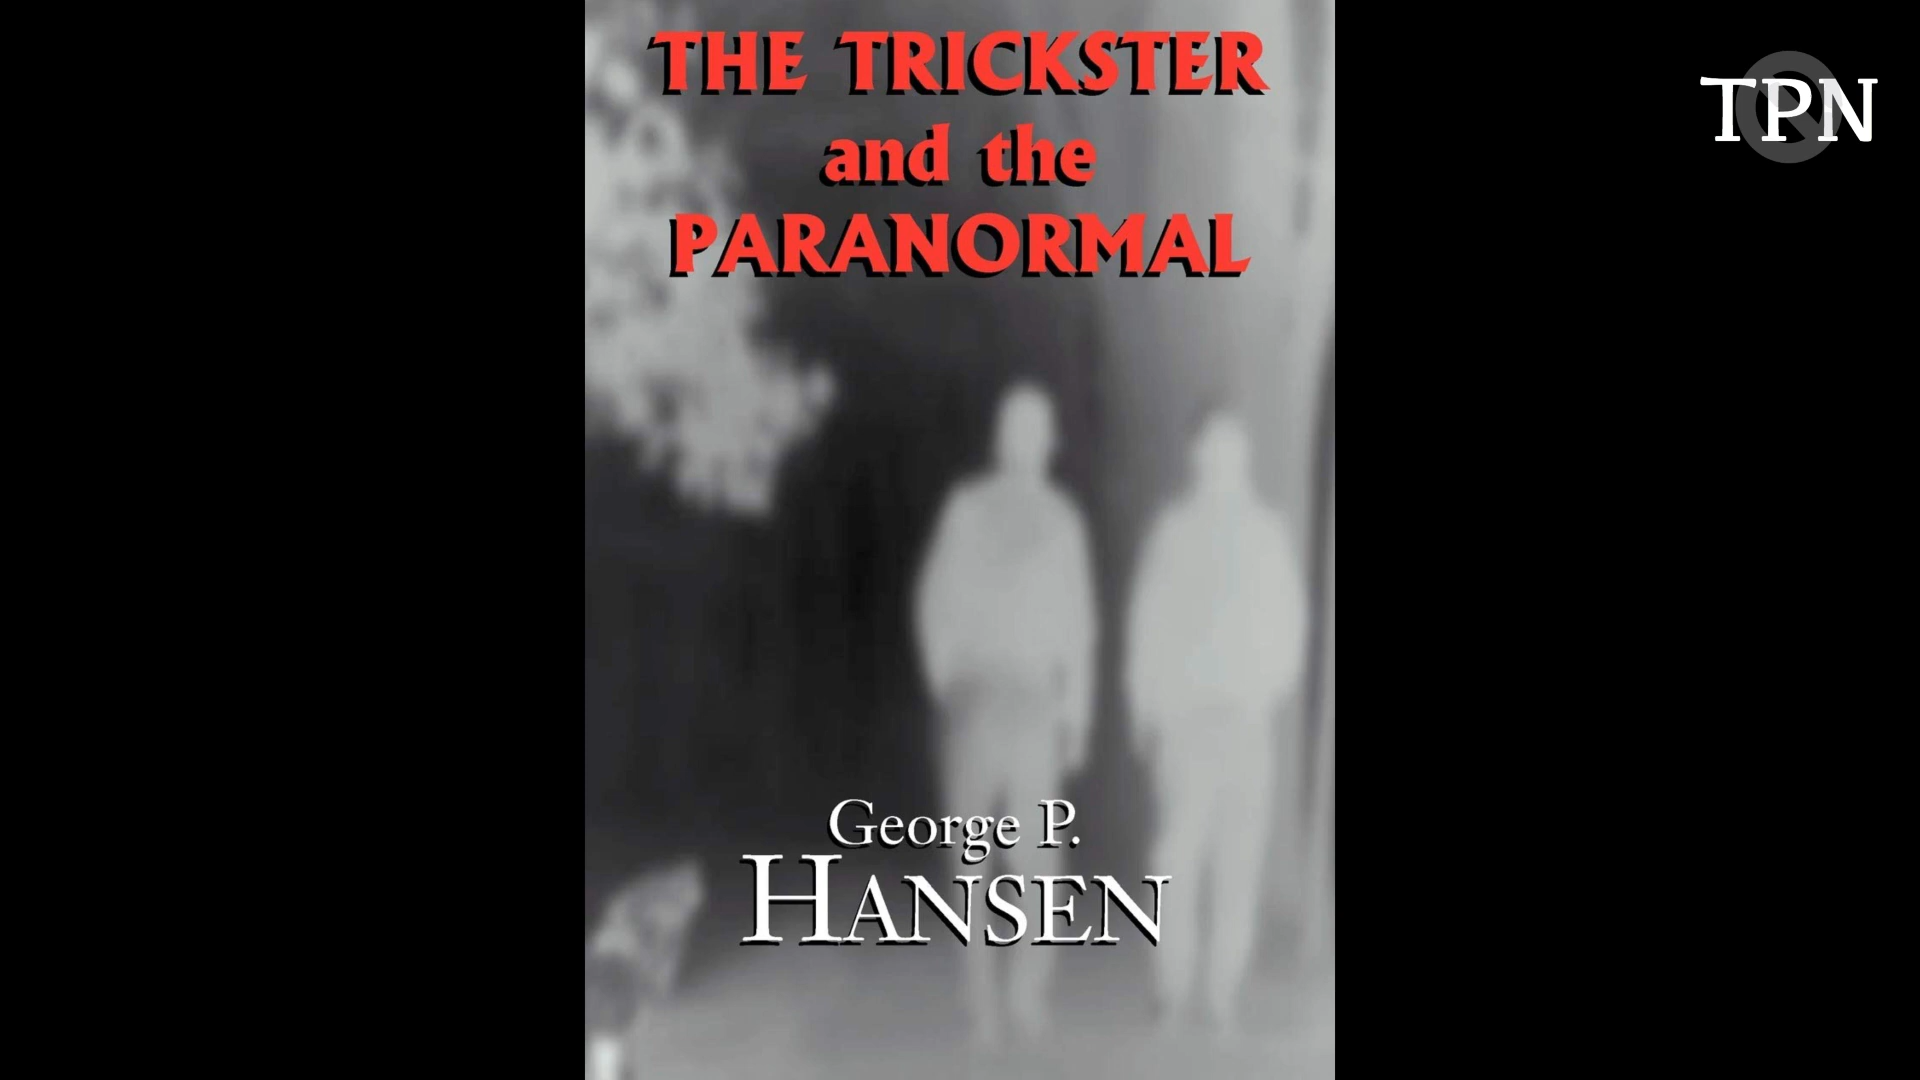 THE TRICKSTER
and the
PARANORMAL
TPN
George P.
HANSEN